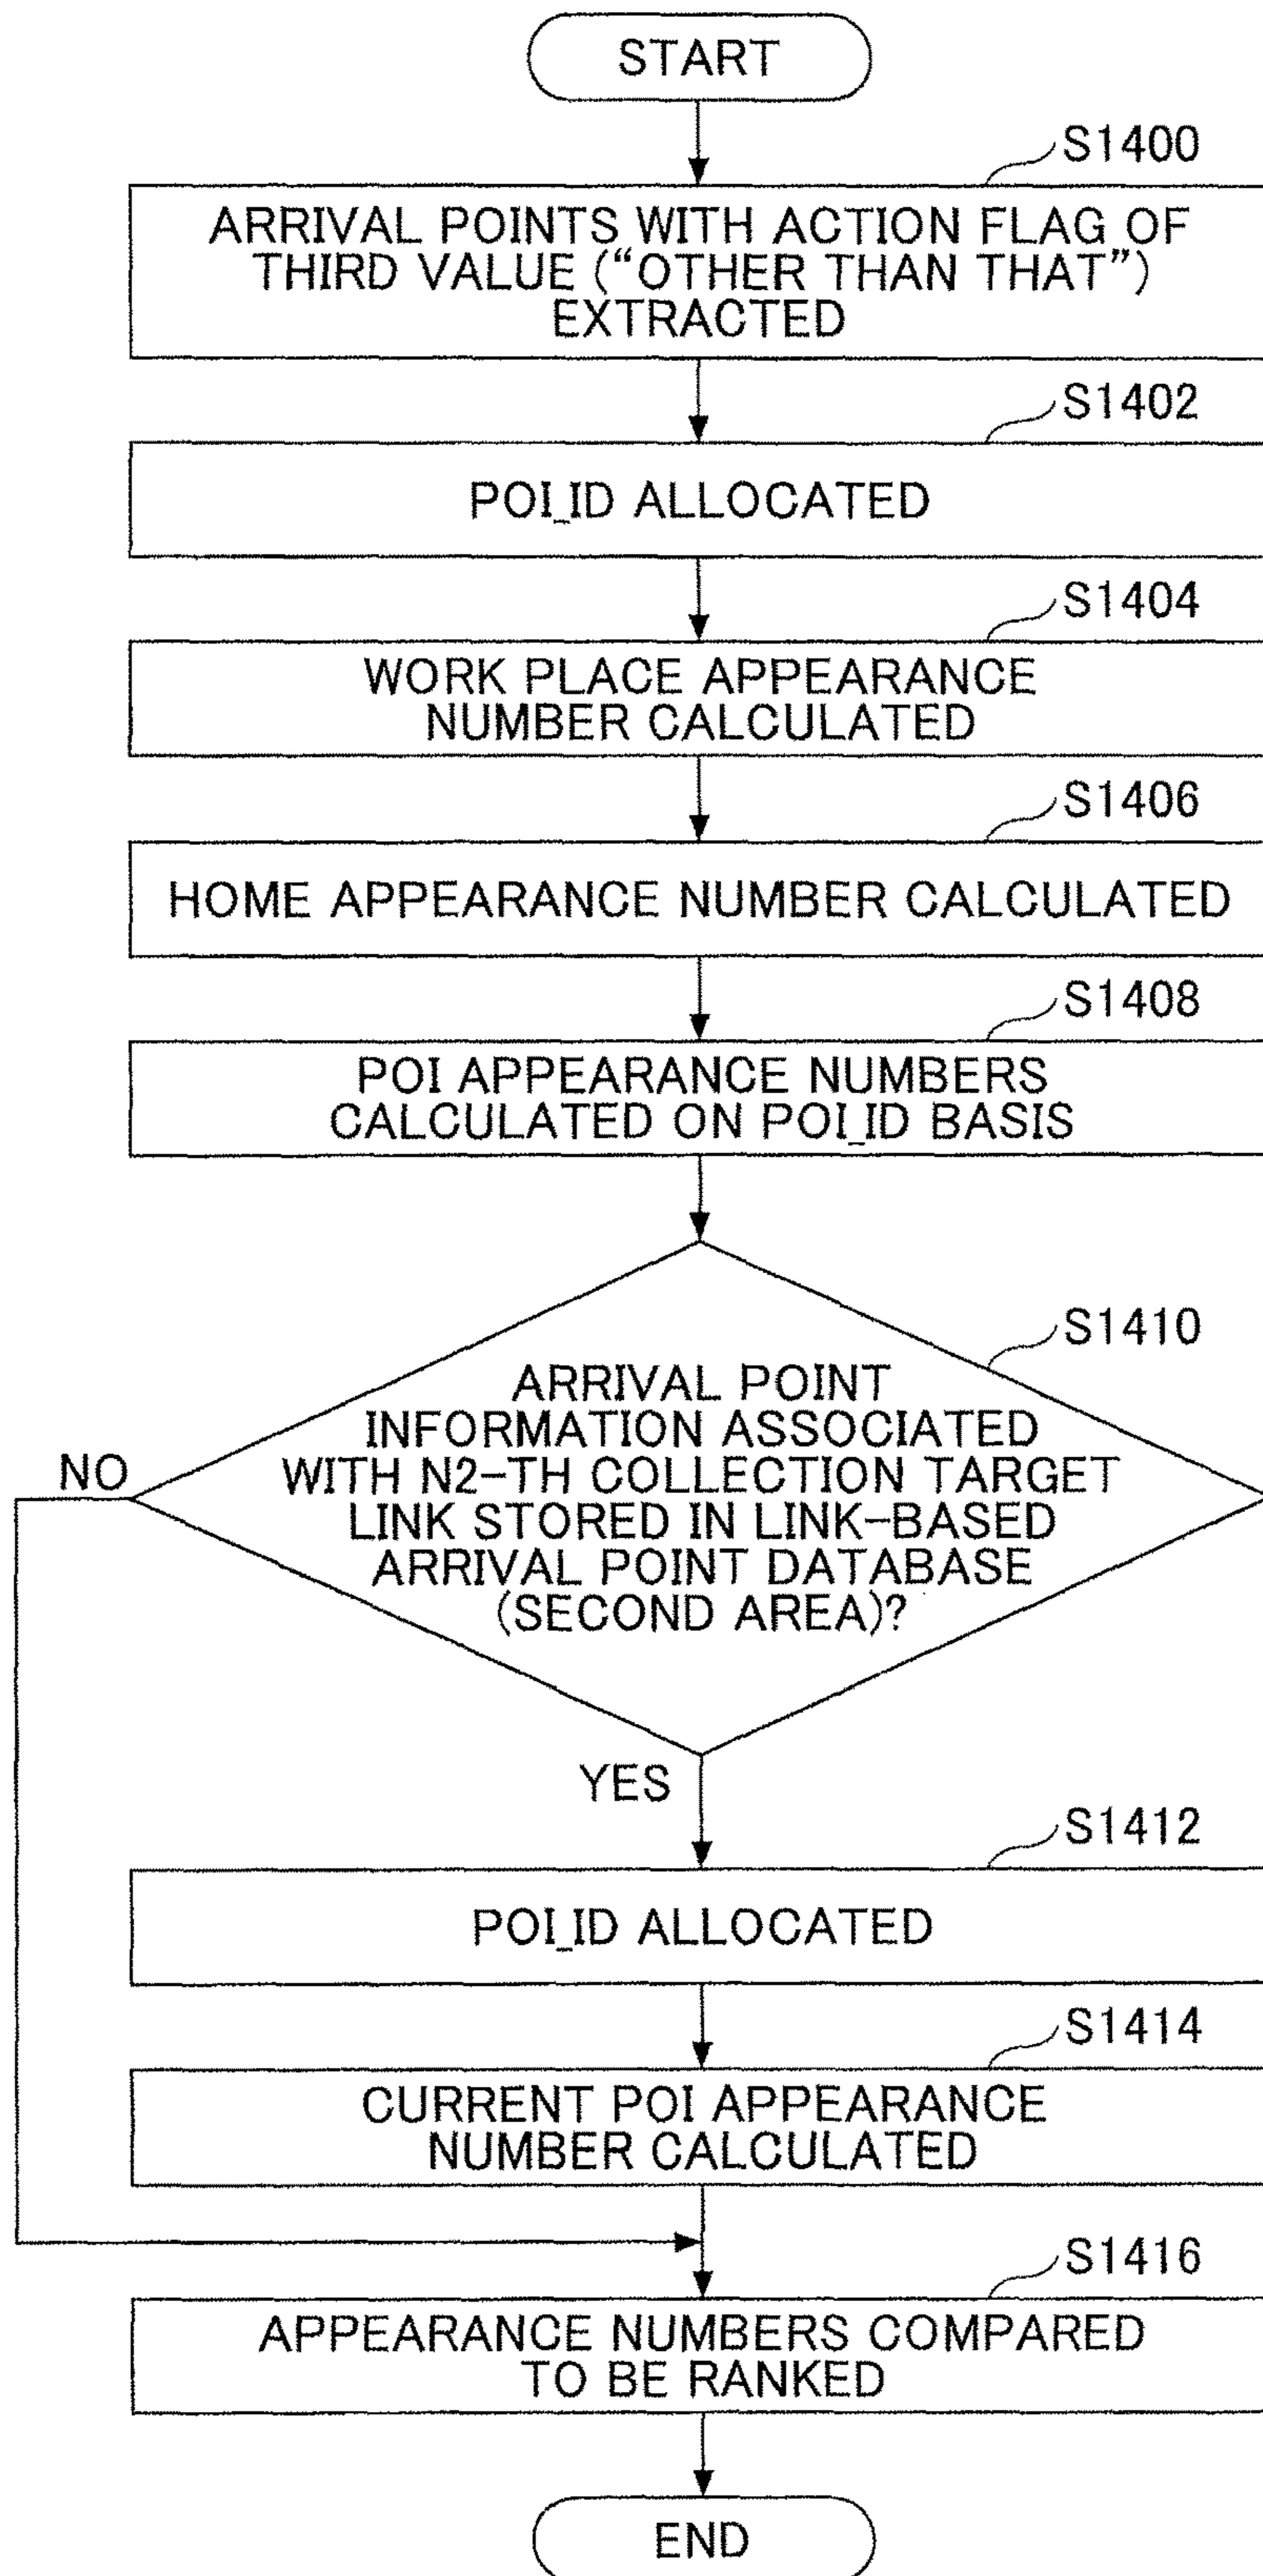 START
S1400
ARRIVAL POINTS WITH ACTION FLAG OF
THIRD VALUE (“OTHER THAN THAT”)
EXTRACTED
S1402
POI_ID ALLOCATED
S1404
WORK PLACE APPEARANCE
NUMBER CALCULATED
S1406
HOME APPEARANCE NUMBER CALCULATED
S1408
POI APPEARANCE NUMBERS
CALCULATED ON POI_ID BASIS
S1410
ARRIVAL POINT
INFORMATION ASSOCIATED
WITH N2-TH COLLECTION TARGET
LINK STORED IN LINK-BASED
ARRIVAL POINT DATABASE
(SECOND AREA)?
NO
YES
S1412
POI_ID ALLOCATED
S1414
CURRENT POI APPEARANCE
NUMBER CALCULATED
S1416
APPEARANCE NUMBERS COMPARED
TO BE RANKED
END